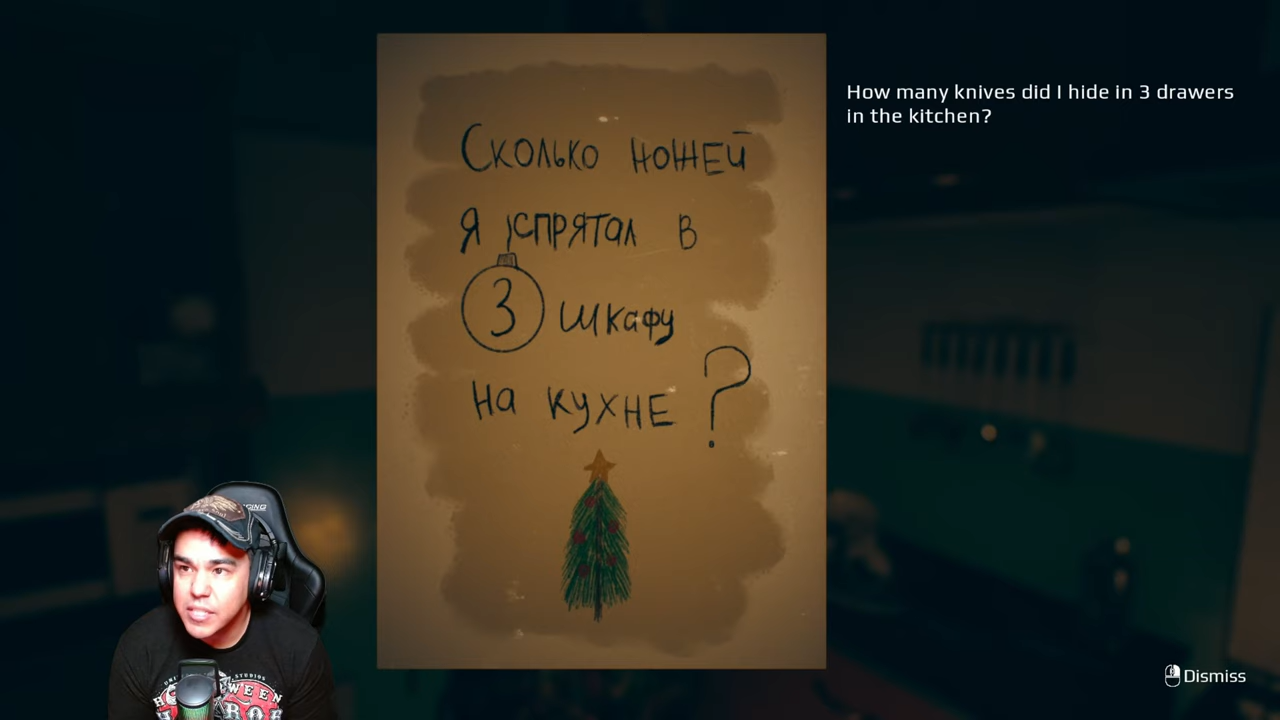 Сколько ножей
я спрятал в
3 шкафу
на кухне ?
How many knives did I hide in 3 drawers
in the kitchen?
Dismiss